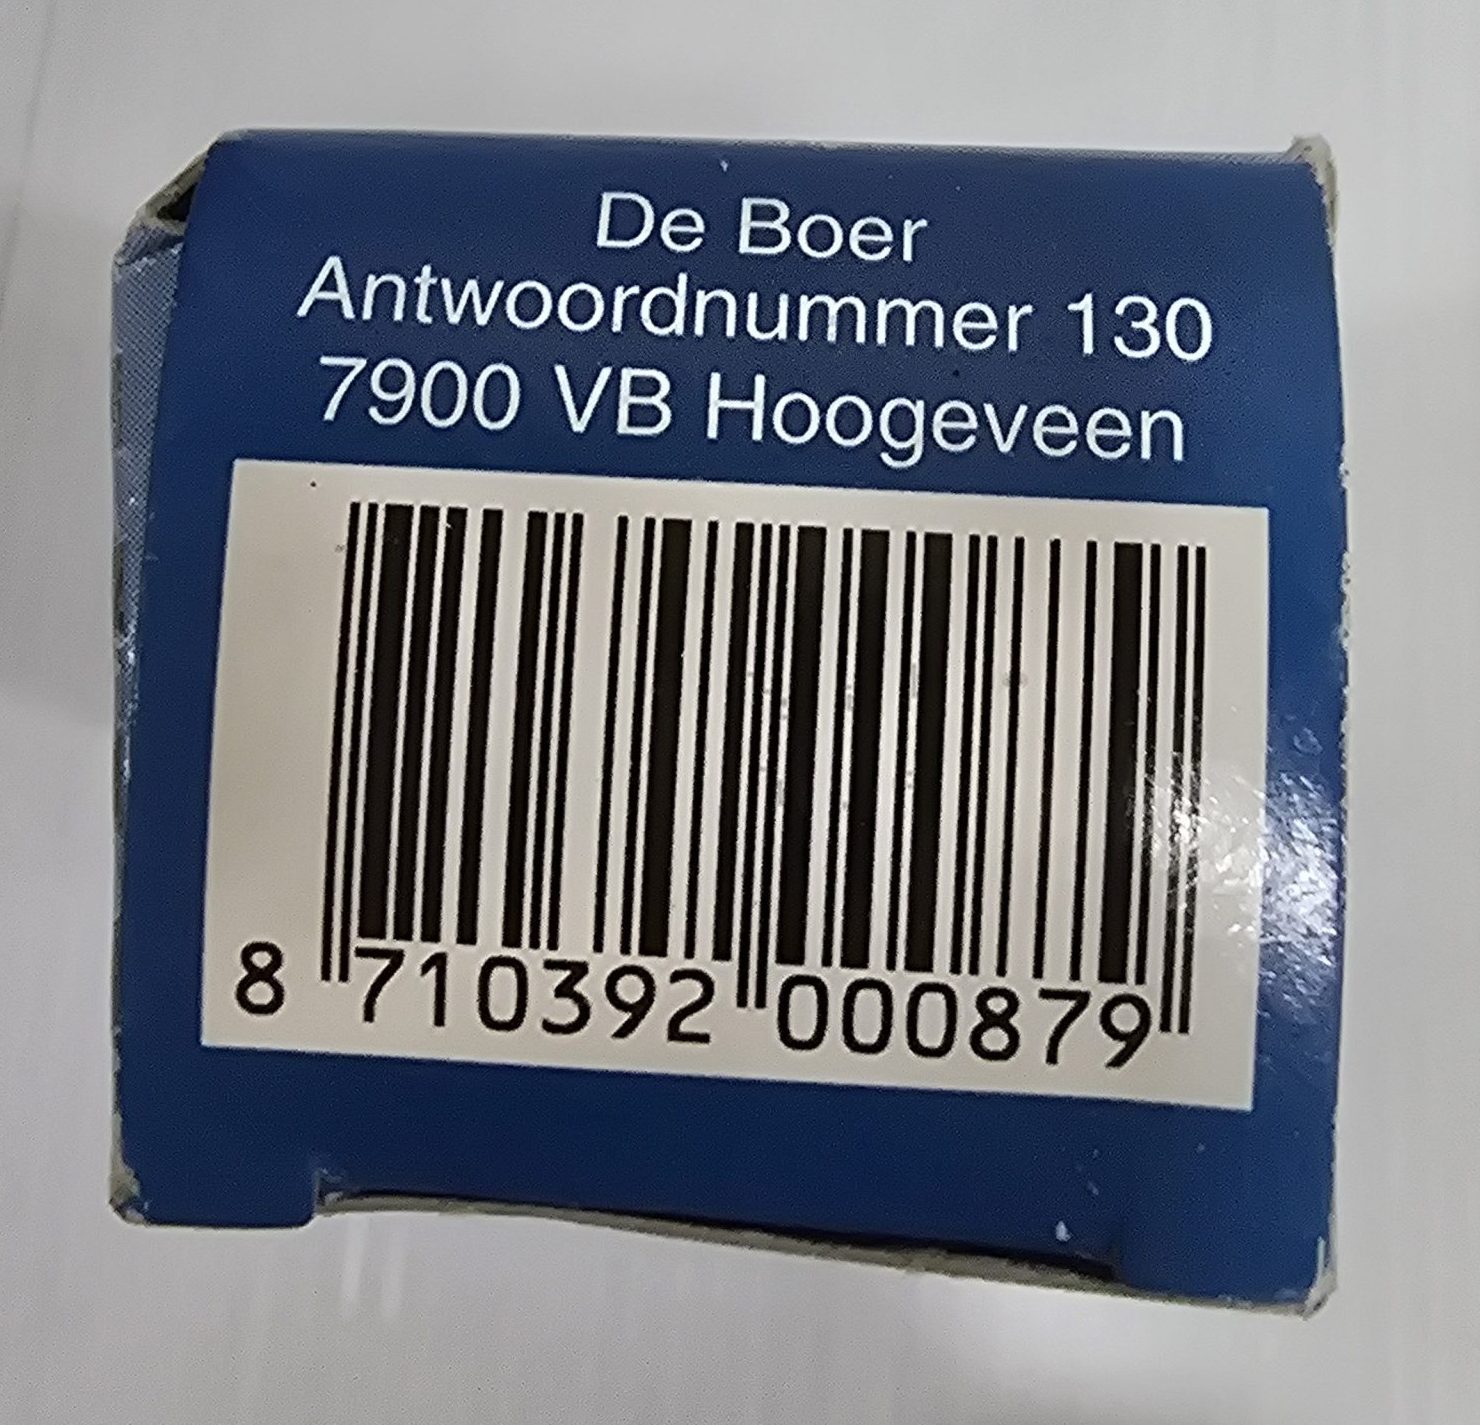 De Boer
Antwoordnummer 130
7900 VB Hoogeveen
8 710392 000879